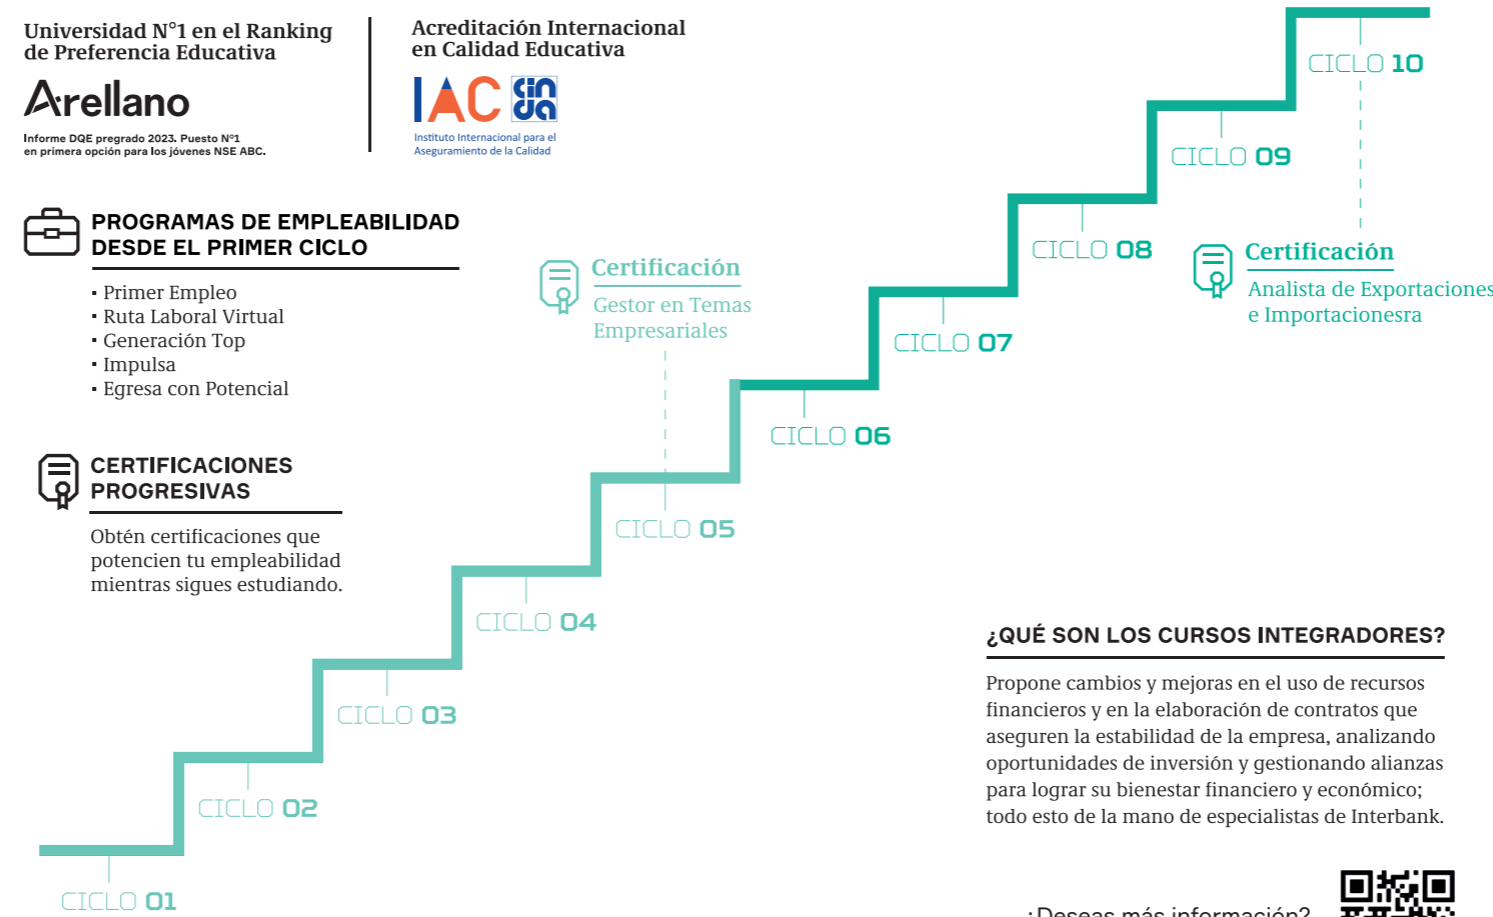 Universidad N°1 en el Ranking
de Preferencia Educativa
Arellano
Informe DQE pregrado 2023. Puesto N°1
en primera opción para los jóvenes NSE ABC.
Acreditación Internacional
en Calidad Educativa
IAC cinda
Instituto Internacional para el
Aseguramiento de la Calidad
PROGRAMAS DE EMPLEABILIDAD
DESDE EL PRIMER CICLO
▪ Primer Empleo
▪ Ruta Laboral Virtual
▪ Generación Top
▪ Impulsa
▪ Egresa con Potencial
CERTIFICACIONES
PROGRESIVAS
Obtén certificaciones que
potencien tu empleabilidad
mientras sigues estudiando.
CICLO 01
CICLO 02
CICLO 03
CICLO 04
CICLO 05
Certificación
Gestor en Temas
Empresariales
CICLO 06
CICLO 07
CICLO 08
CICLO 09
CICLO 10
Certificación
Analista de Exportaciones
e Importacionesra
¿QUÉ SON LOS CURSOS INTEGRADORES?
Propone cambios y mejoras en el uso de recursos
financieros y en la elaboración de contratos que
aseguren la estabilidad de la empresa, analizando
oportunidades de inversión y gestionando alianzas
para lograr su bienestar financiero y económico;
todo esto de la mano de especialistas de Interbank.
¿Deseas más información?